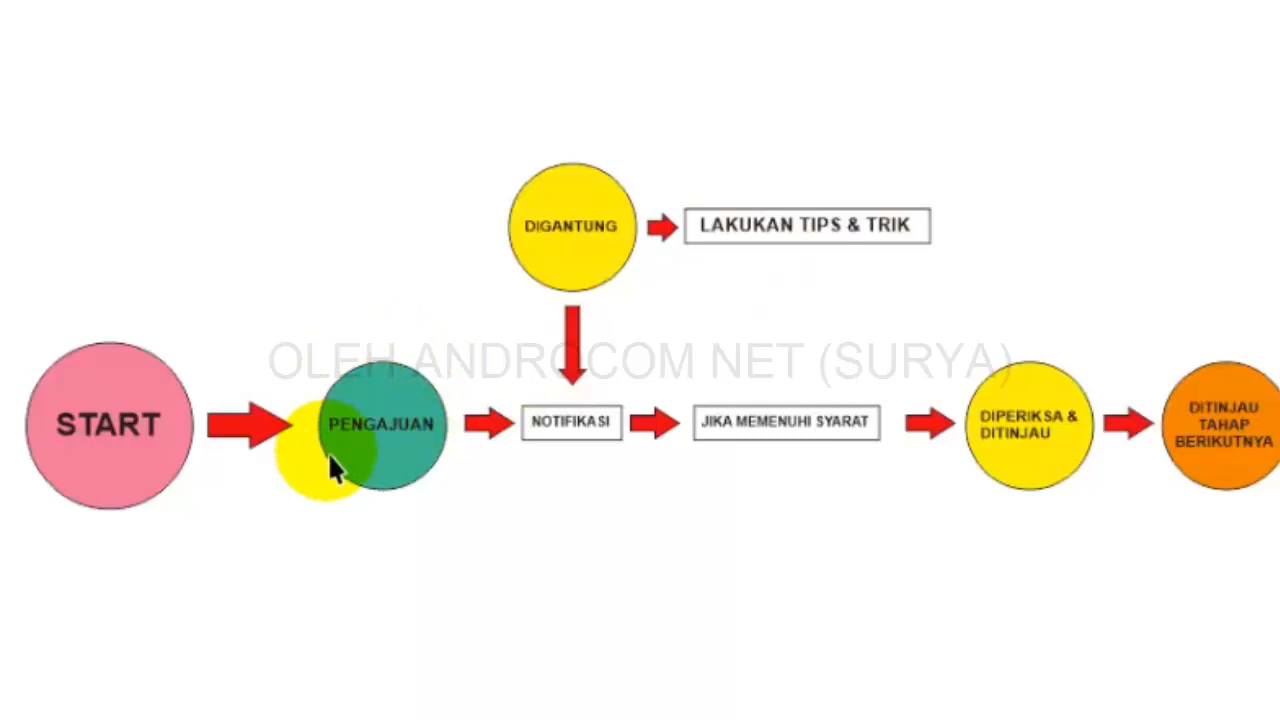 DIGANTUNG
LAKUKAN TIPS & TRIK
OLEH ANDROCOM NET (SURYA)
START
PENGAJUAN
NOTIFIKASI
JIKA MEMENUHI SYARAT
DIPERIKSA &
DITINJAU
DITINJAU
TAHAP
BERIKUTNYA